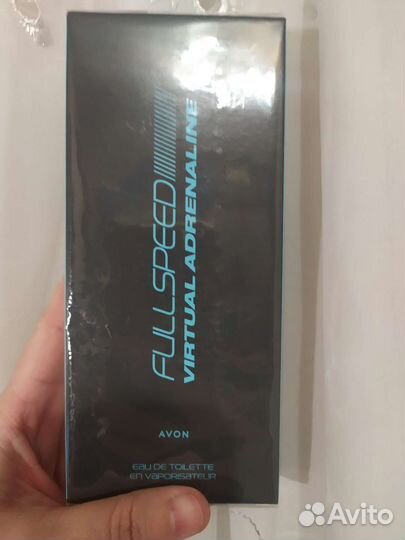 FULLSPEED
VIRTUAL ADRENALINE
AVON
EAU DE TOILETTE
EN VAPORISATEUR
Avito